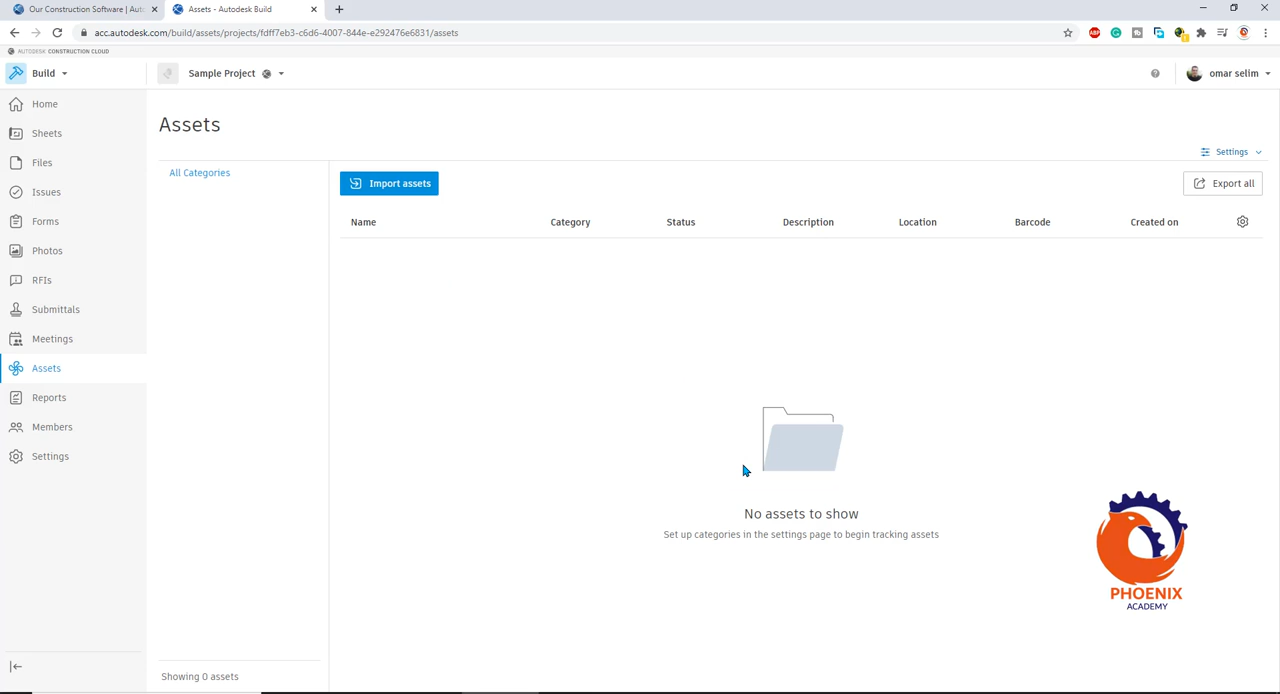 Our Construction Software | Auto
Assets - Autodesk Build
acc.autodesk.com/build/assets/projects/fdff7eb3-c6d6-4007-844e-e292476e6831/assets
AUTODESK CONSTRUCTION CLOUD
Build
Sample Project
omar selim
Home
Sheets
Files
Issues
Forms
Photos
RFIs
Submittals
Meetings
Assets
Reports
Members
Settings
Assets
Settings
All Categories
Import assets
Export all
Name Category Status Description Location Barcode Created on
No assets to show
Set up categories in the settings page to begin tracking assets
PHOENIX
ACADEMY
Showing 0 assets